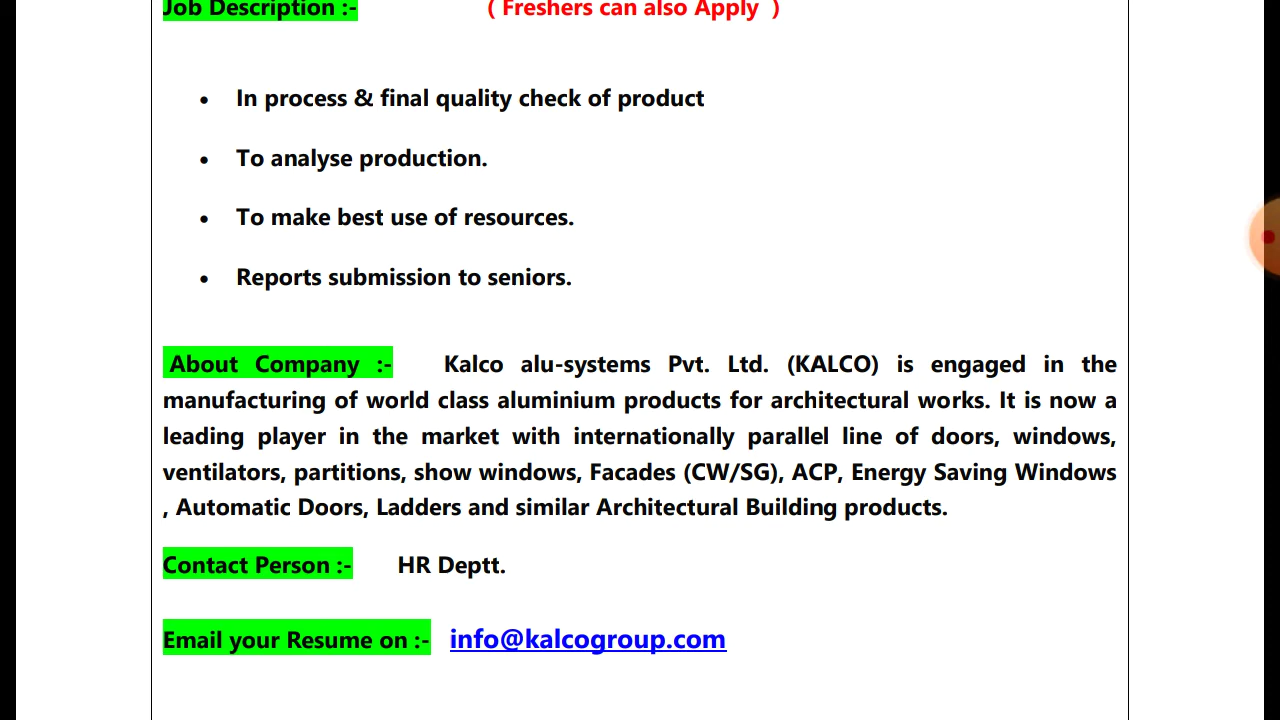 Job Description :- ( Freshers can also Apply )
• In process & final quality check of product
• To analyse production.
• To make best use of resources.
• Reports submission to seniors.
About Company :- Kalco alu-systems Pvt. Ltd. (KALCO) is engaged in the
manufacturing of world class aluminium products for architectural works. It is now a
leading player in the market with internationally parallel line of doors, windows,
ventilators, partitions, show windows, Facades (CW/SG), ACP, Energy Saving Windows
, Automatic Doors, Ladders and similar Architectural Building products.
Contact Person :- HR Deptt.
Email your Resume on :- info@kalcogroup.com